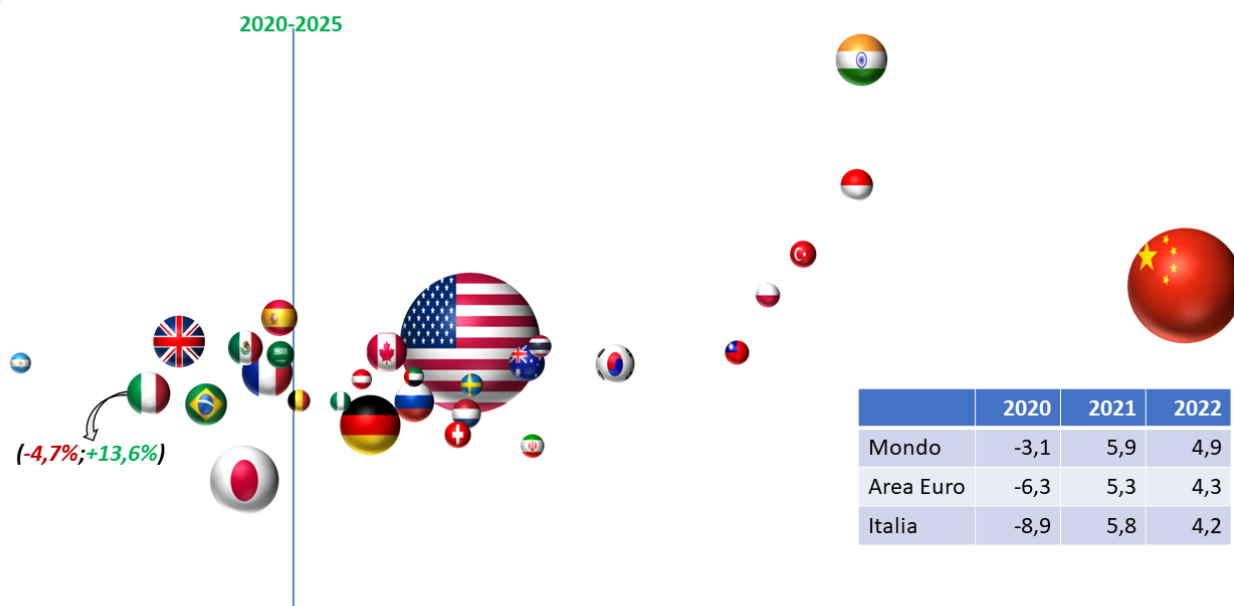 2020-2025
(-4,7%;+13,6%)
2020 2021 2022
Mondo -3,1 5,9 4,9
Area Euro -6,3 5,3 4,3
Italia -8,9 5,8 4,2